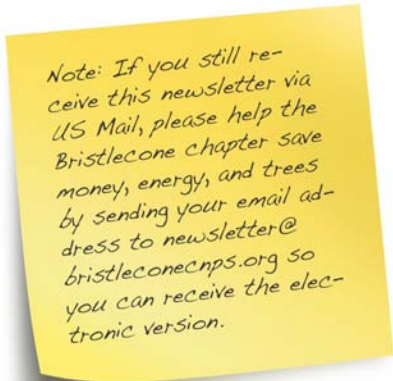 Note: If you still re-
ceive this newsletter via
US Mail, please help the
Bristlecone chapter save
money, energy, and trees
by sending your email ad-
dress to newsletter@
bristleconecnps.org so
you can receive the elec-
tronic version.